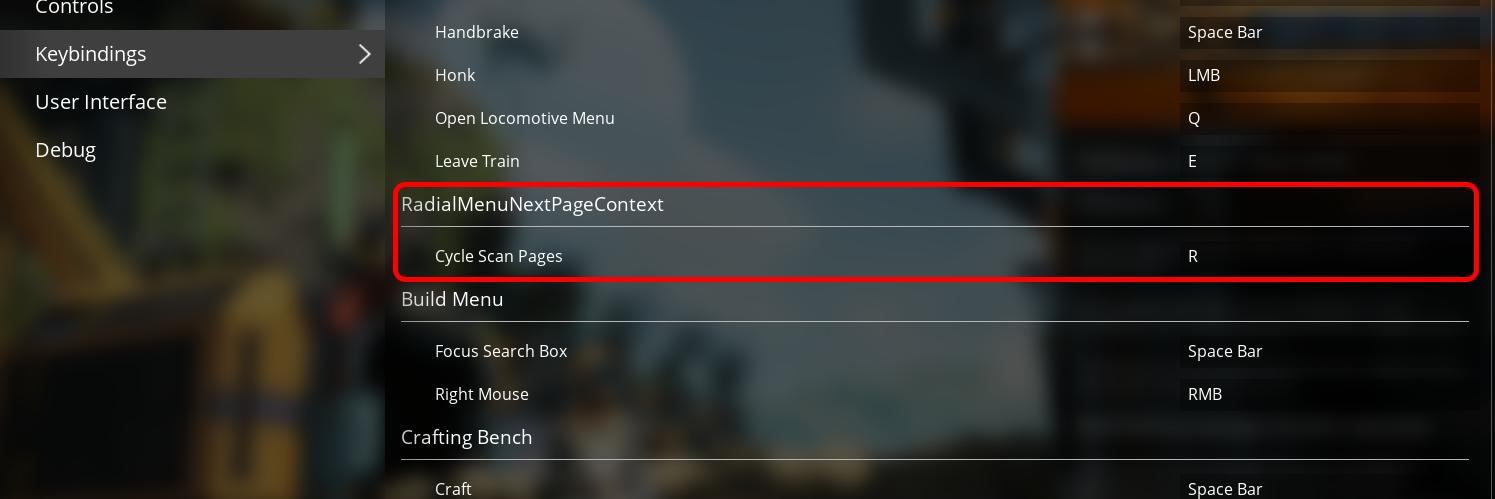 Controls
Keybindings
User Interface
Debug
Handbrake Space Bar
Honk LMB
Open Locomotive Menu Q
Leave Train E
RadialMenuNextPageContext
Cycle Scan Pages R
Build Menu
Focus Search Box Space Bar
Right Mouse RMB
Crafting Bench
Craft Space Bar